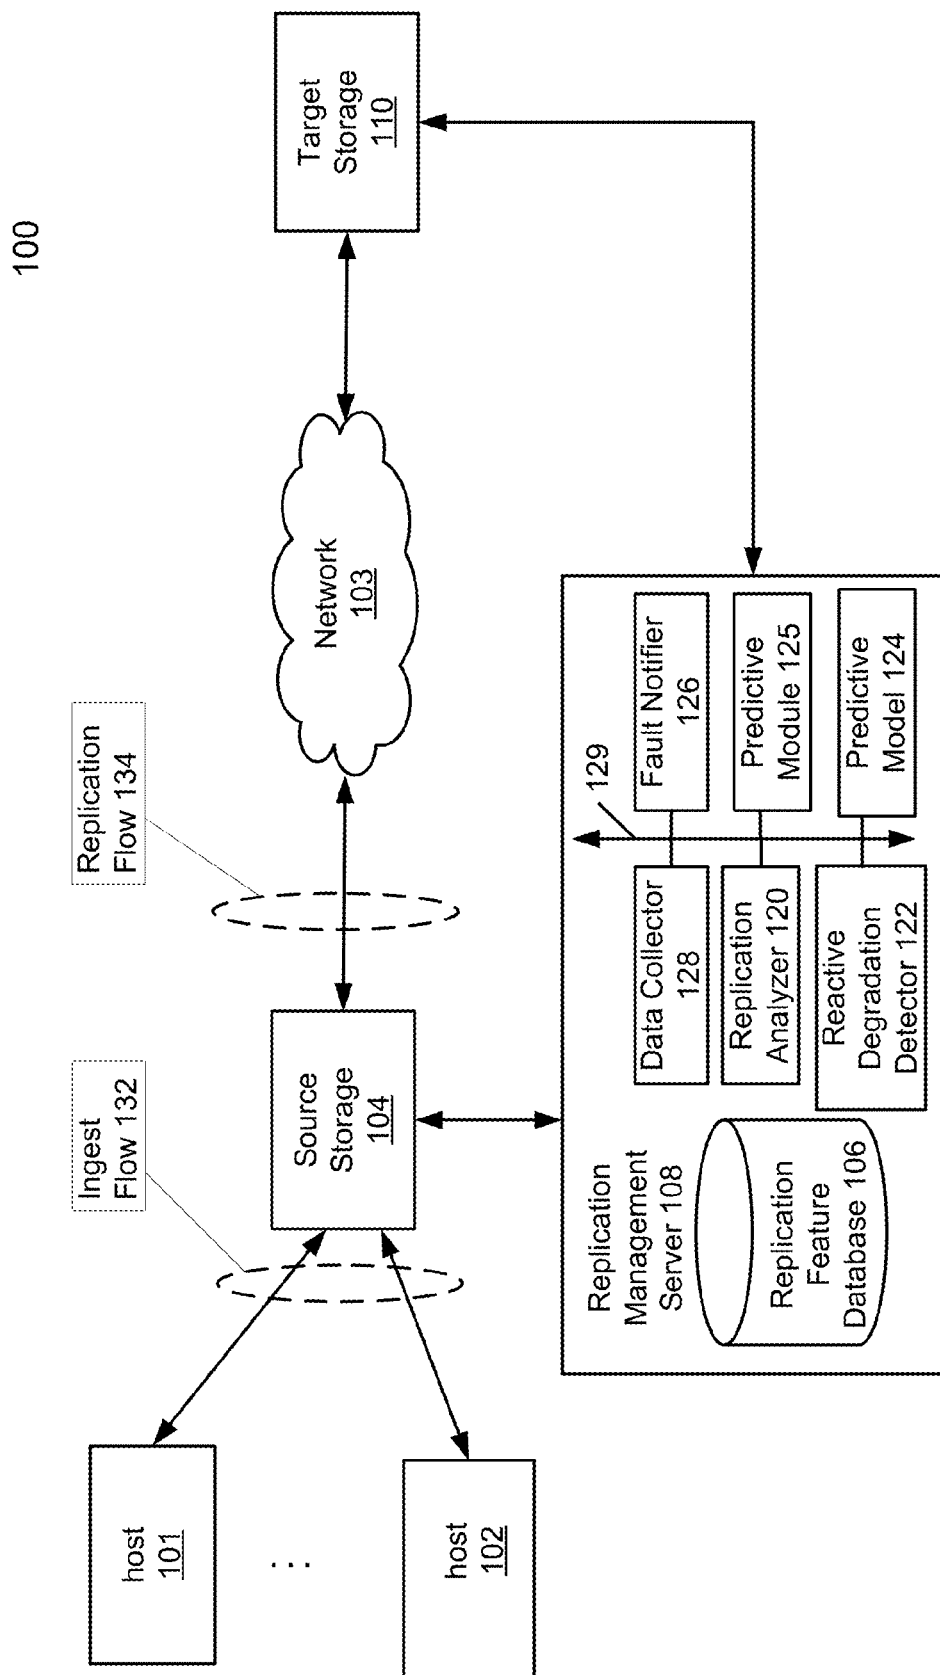 100
Ingest
Flow 132
Replication
Flow 134
host
101
...
host
102
Source
Storage
104
Network
103
Target
Storage
110
Replication
Management
Server 108
Replication
Feature
Database 106
Data Collector
128
Replication
Analyzer 120
Reactive
Degradation
Detector 122
129
Fault Notifier
126
Predictive
Module 125
Predictive
Model 124